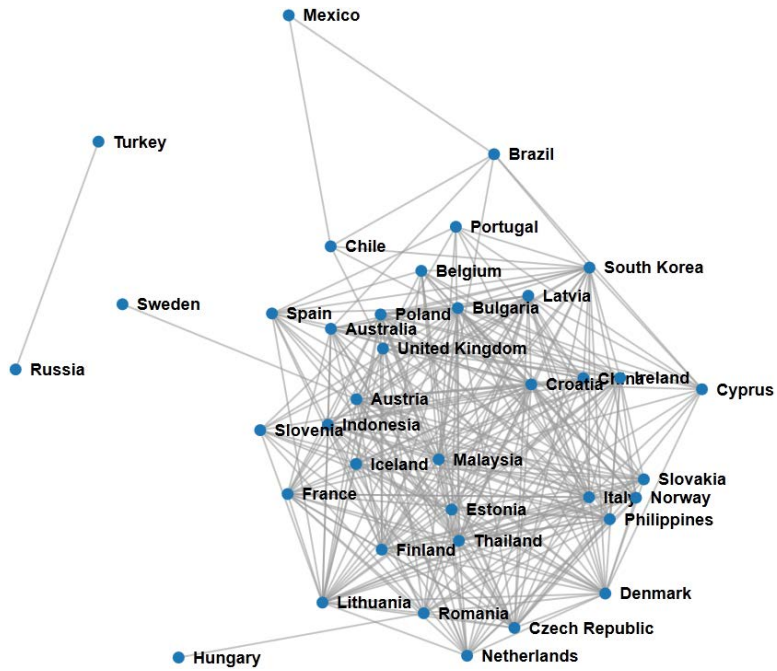 Mexico
Turkey
Brazil
Portugal
Chile
Belgium
South Korea
Latvia
Sweden
Spain
Poland
Bulgaria
Australia
United Kingdom
Russia
Croatia
China
Ireland
Cyprus
Austria
Slovenia
Indonesia
Iceland
Malaysia
Slovakia
France
Italy
Norway
Estonia
Philippines
Finland
Thailand
Lithuania
Denmark
Romania
Czech Republic
Hungary
Netherlands